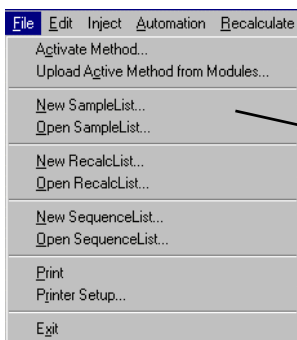 File Edit Inject Automation Recalculate
Activate Method...
Upload Active Method from Modules...
New SampleList...
Open SampleList...
New RecalcList...
Open RecalcList...
New SequenceList...
Open SequenceList...
Print
Printer Setup...
Exit